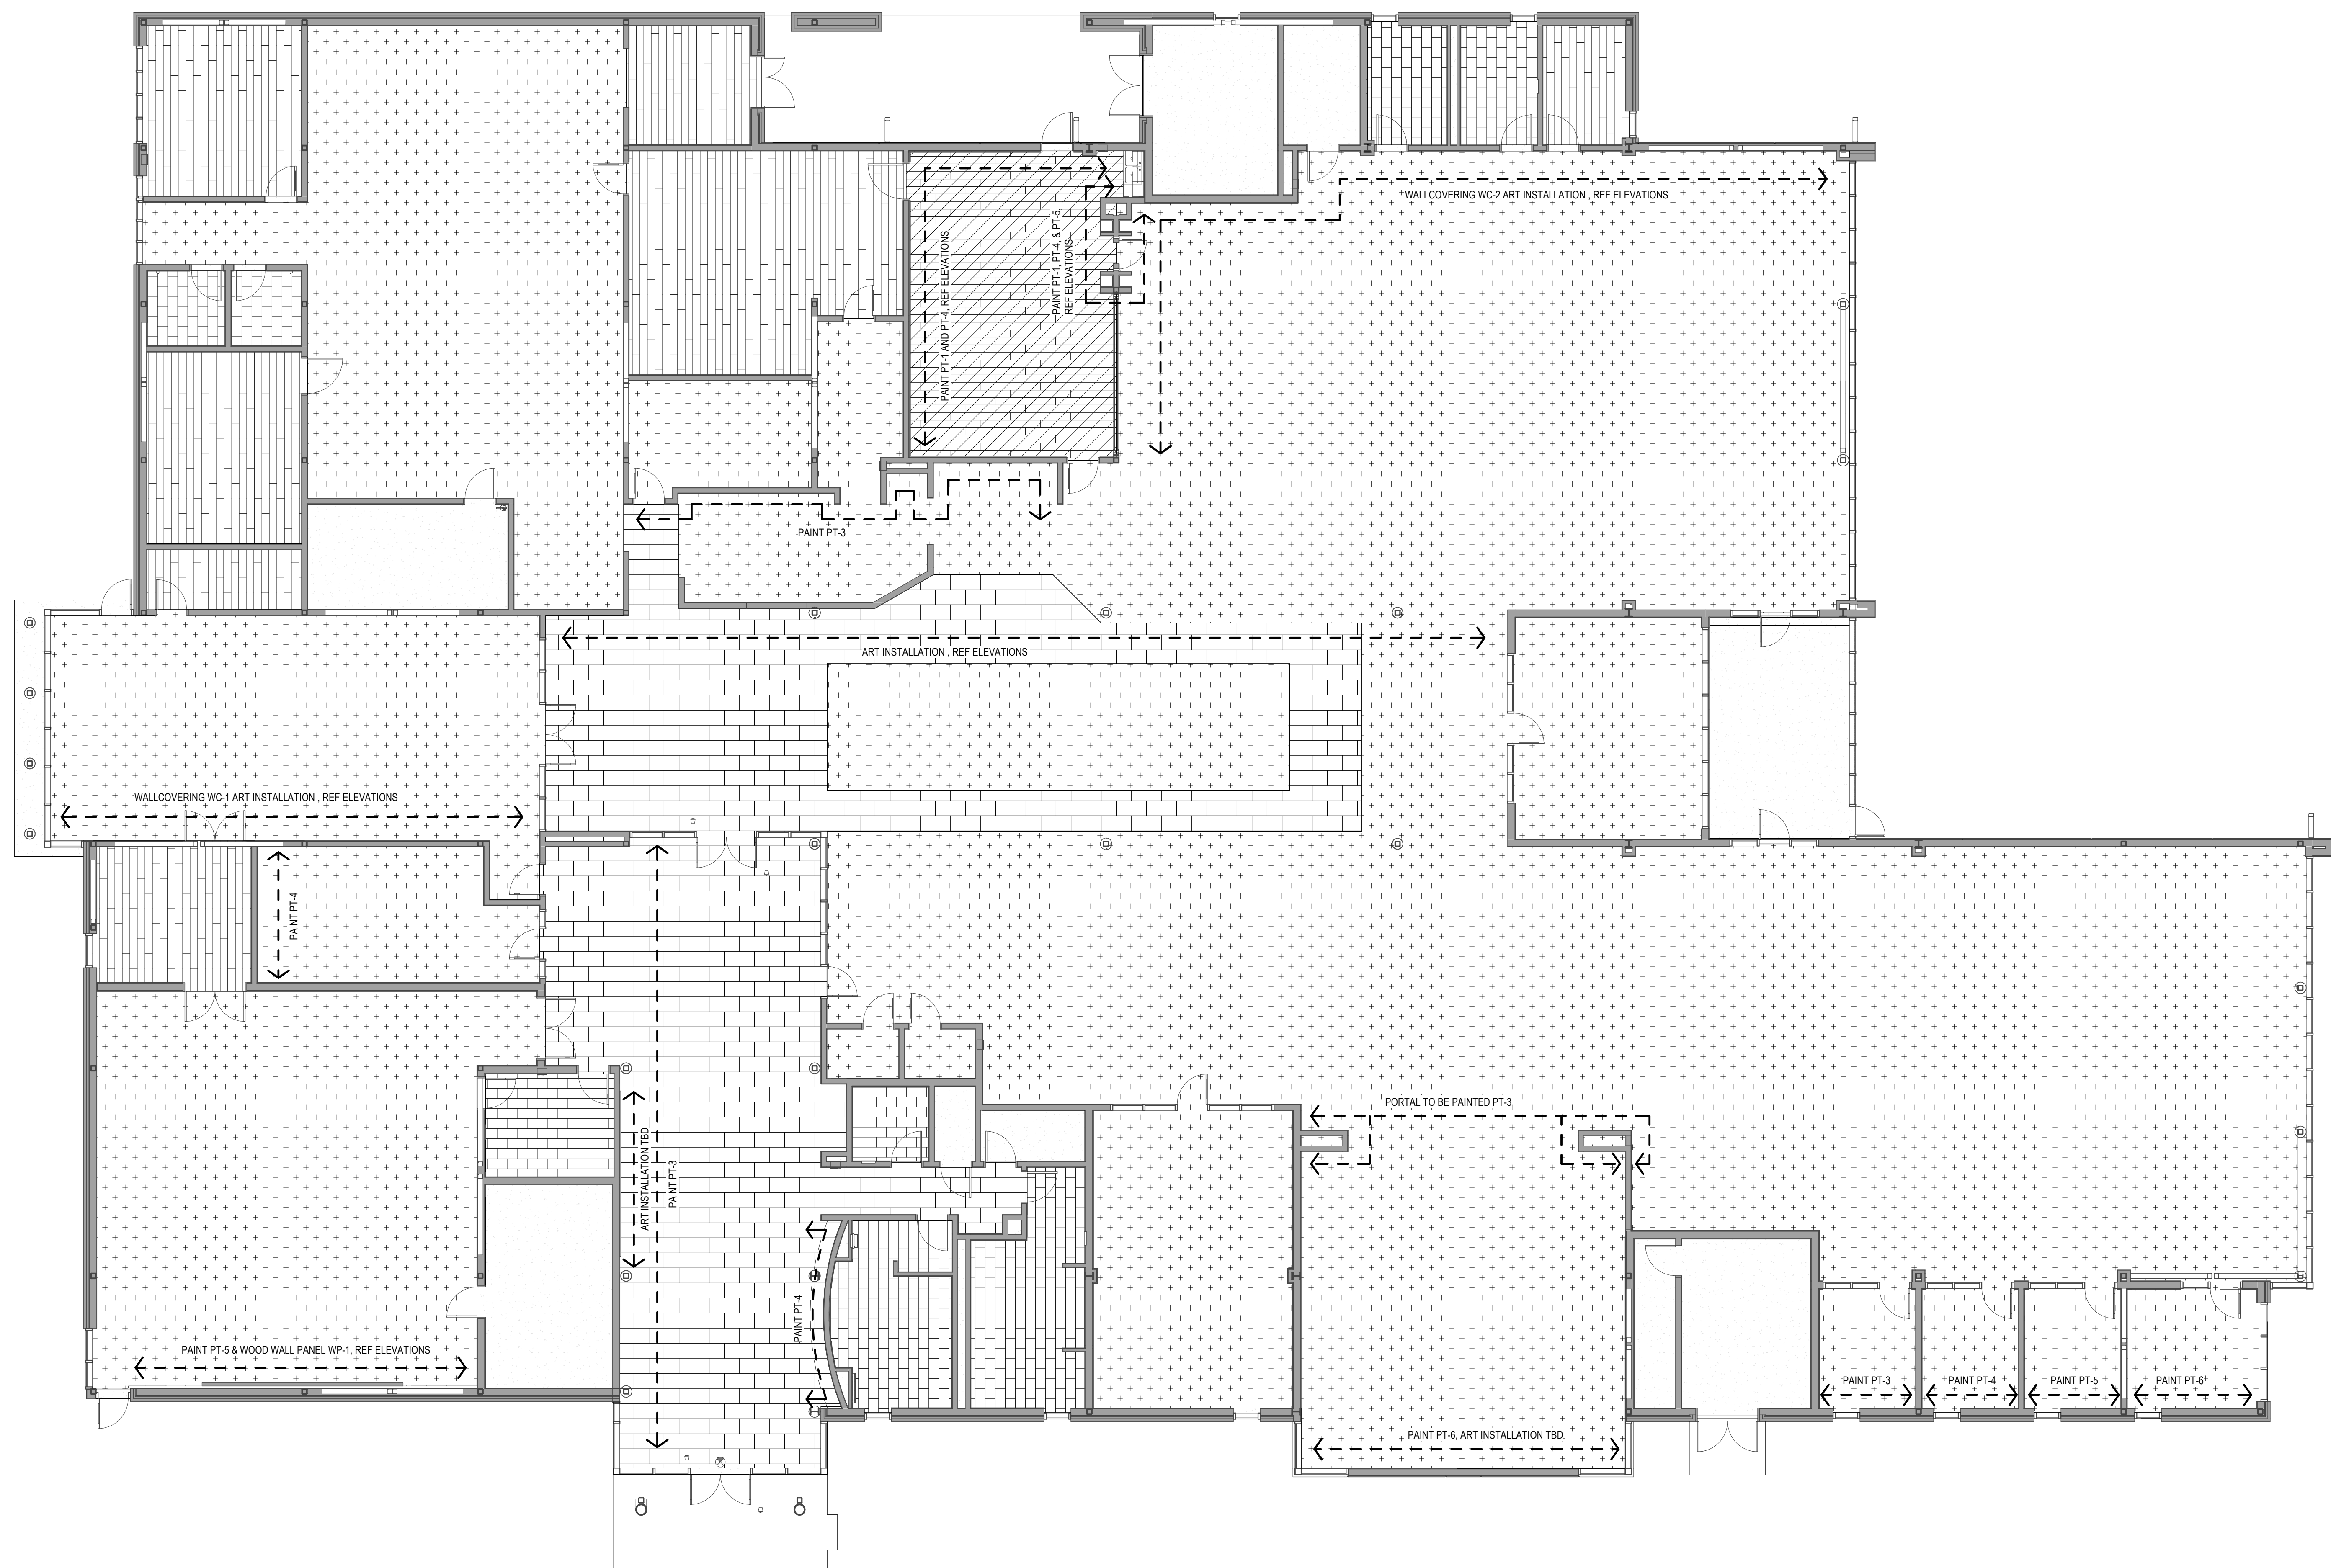 WALLCOVERING WC-2 ART INSTALLATION , REF ELEVATIONS
PAINT PT-1 AND PT-4, REF ELEVATIONS
PAINT PT-1, PT-4, & PT-5,
REF ELEVATIONS
PAINT PT-3
ART INSTALLATION , REF ELEVATIONS
WALLCOVERING WC-1 ART INSTALLATION , REF ELEVATIONS
PAINT PT-4
PORTAL TO BE PAINTED PT-3
ART INSTALLATION TBD
PAINT PT-3
PAINT PT-4
PAINT PT-5 & WOOD WALL PANEL WP-1, REF ELEVATIONS
PAINT PT-3
PAINT PT-4
PAINT PT-5
PAINT PT-6
PAINT PT-6, ART INSTALLATION TBD